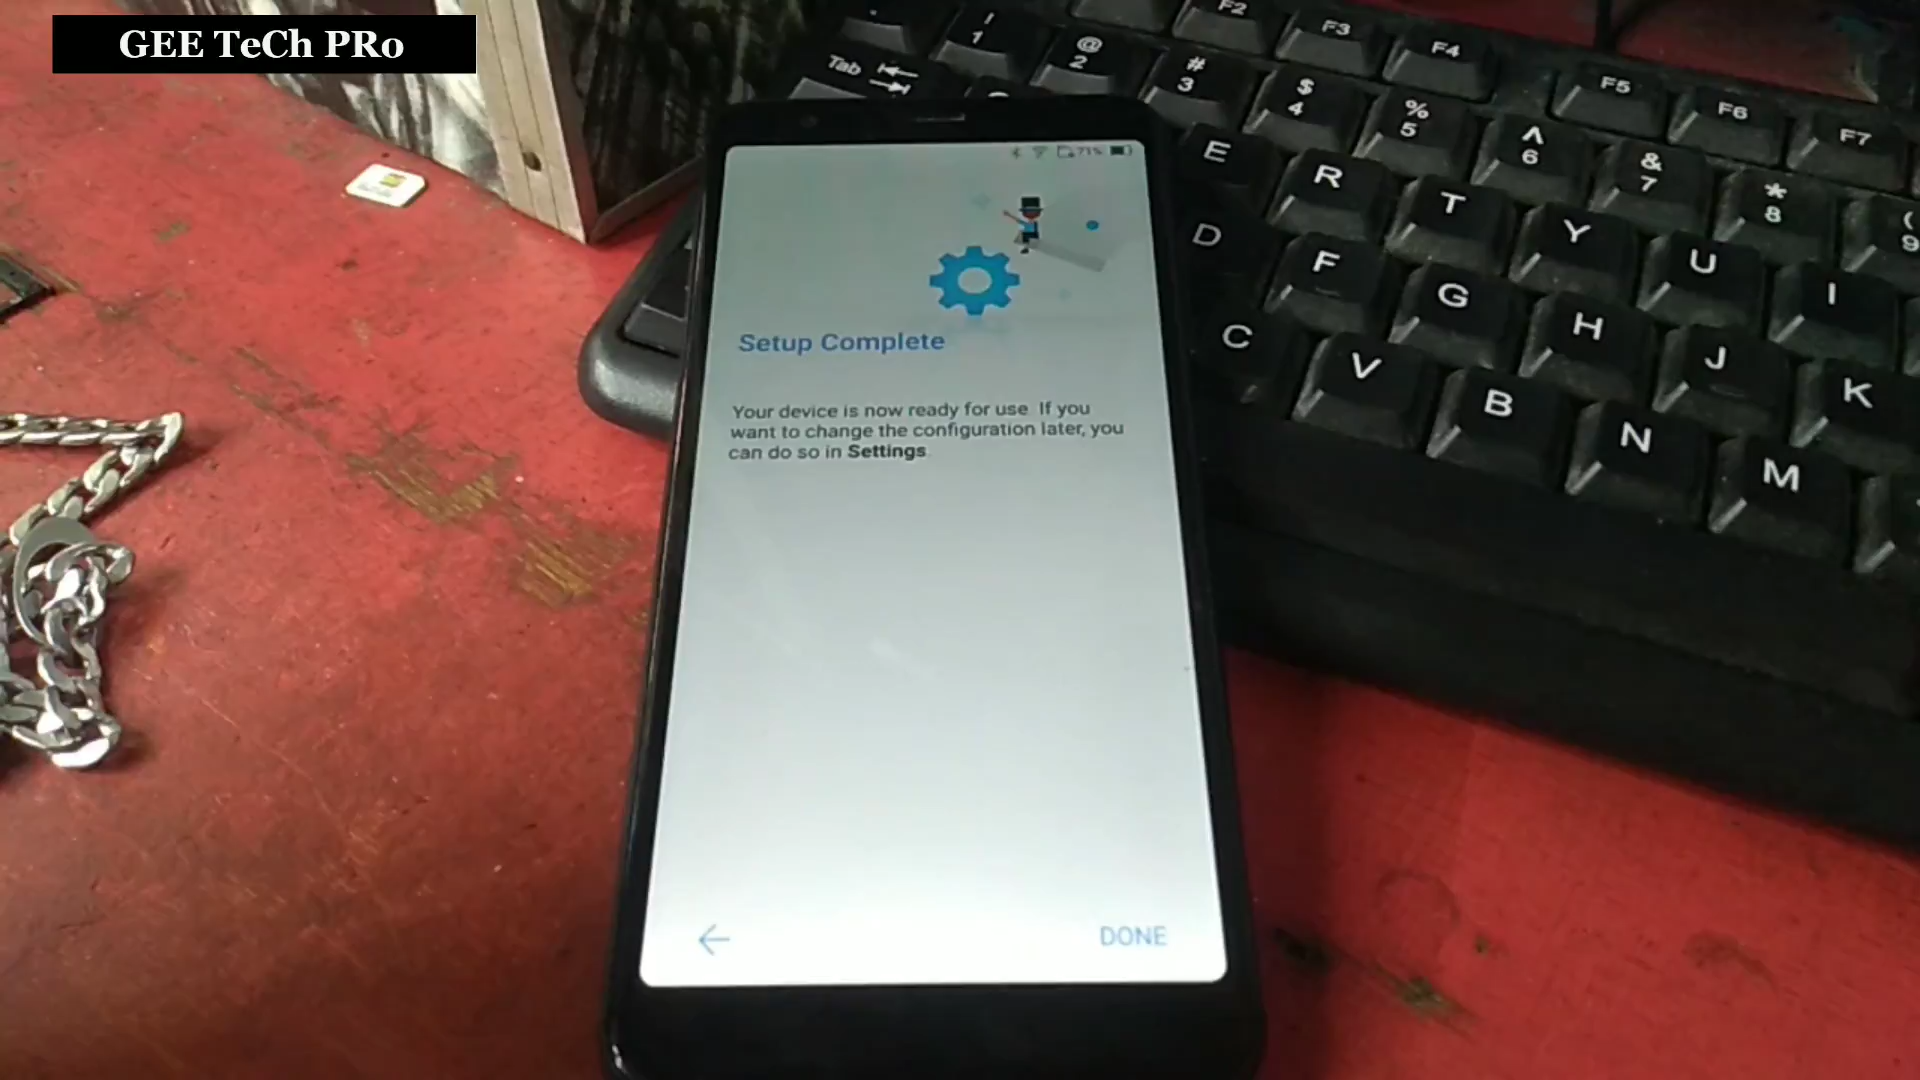 GEE TeCh PRo
71%
Setup Complete
Your device is now ready for use. If you
want to change the configuration later, you
can do so in Settings.
DONE
F2
F3
F4
F5
F6
F7
Tab
!
1
@
2
#
3
$
4
%
5
^
6
&
7
*
8
(
9
E
R
T
Y
U
I
D
F
G
H
J
K
C
V
B
N
M